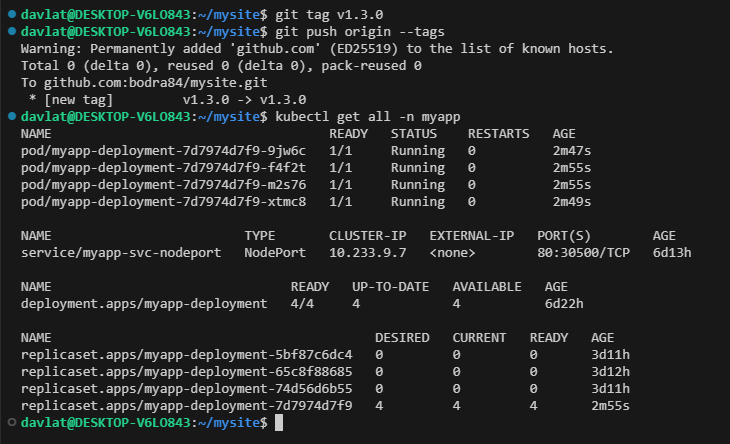 davlat@DESKTOP-V6LO843:~/mysite$ git tag v1.3.0
davlat@DESKTOP-V6LO843:~/mysite$ git push origin --tags
Warning: Permanently added 'github.com' (ED25519) to the list of known hosts.
Total 0 (delta 0), reused 0 (delta 0), pack-reused 0
To github.com:bodra84/mysite.git
 * [new tag]         v1.3.0 -> v1.3.0
davlat@DESKTOP-V6LO843:~/mysite$ kubectl get all -n myapp
NAME                                    READY   STATUS    RESTARTS   AGE
pod/myapp-deployment-7d7974d7f9-9jw6c   1/1     Running   0          2m47s
pod/myapp-deployment-7d7974d7f9-f4f2t   1/1     Running   0          2m55s
pod/myapp-deployment-7d7974d7f9-m2s76   1/1     Running   0          2m55s
pod/myapp-deployment-7d7974d7f9-xtmc8   1/1     Running   0          2m49s

NAME                         TYPE       CLUSTER-IP   EXTERNAL-IP   PORT(S)        AGE
service/myapp-svc-nodeport   NodePort   10.233.9.7   <none>        80:30500/TCP   6d13h

NAME                               READY   UP-TO-DATE   AVAILABLE   AGE
deployment.apps/myapp-deployment   4/4     4            4           6d22h

NAME                                          DESIRED   CURRENT   READY   AGE
replicaset.apps/myapp-deployment-5bf87c6dc4   0         0         0       3d11h
replicaset.apps/myapp-deployment-65c8f88685   0         0         0       3d12h
replicaset.apps/myapp-deployment-74d56d6b55   0         0         0       3d11h
replicaset.apps/myapp-deployment-7d7974d7f9   4         4         4       2m55s
davlat@DESKTOP-V6LO843:~/mysite$